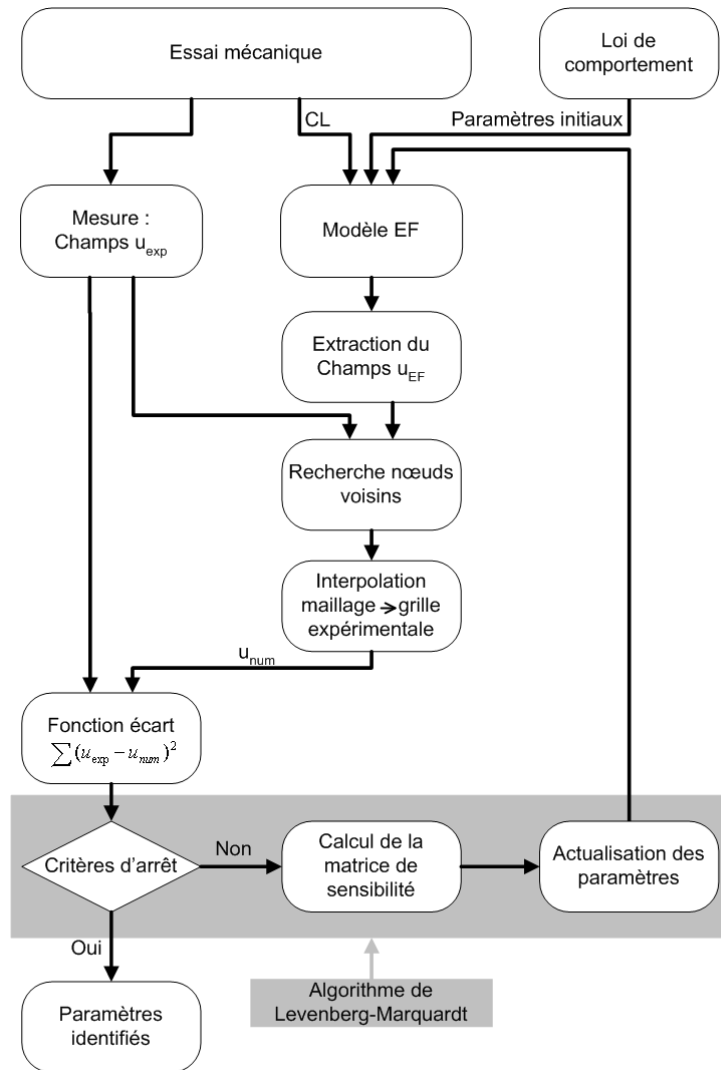 Essai mécanique
Loi de
comportement
CL
Paramètres initiaux
Mesure :
Champs u_exp
Modèle EF
Extraction du
Champs u_EF
Recherche nœuds
voisins
Interpolation
maillage → grille
expérimentale
u_num
Fonction écart
∑(u_exp − u_num)²
Critères d'arrêt
Non
Calcul de la
matrice de
sensibilité
Actualisation des
paramètres
Oui
Algorithme de
Levenberg-Marquardt
Paramètres
identifiés